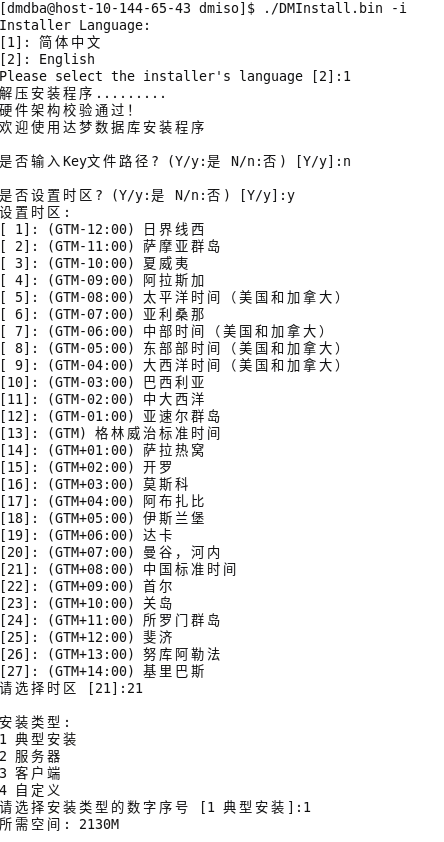 [dmdba@host-10-144-65-43 dmiso]$ ./DMInstall.bin -i
Installer Language:
[1]: 简体中文
[2]: English
Please select the installer's language [2]:1
解压安装程序.........
硬件架构校验通过!
欢迎使用达梦数据库安装程序
是否输入Key文件路径? (Y/y:是 N/n:否) [Y/y]:n
是否设置时区? (Y/y:是 N/n:否) [Y/y]:y
设置时区:
[ 1]: (GTM-12:00) 日界线西
[ 2]: (GTM-11:00) 萨摩亚群岛
[ 3]: (GTM-10:00) 夏威夷
[ 4]: (GTM-09:00) 阿拉斯加
[ 5]: (GTM-08:00) 太平洋时间（美国和加拿大）
[ 6]: (GTM-07:00) 亚利桑那
[ 7]: (GTM-06:00) 中部时间（美国和加拿大）
[ 8]: (GTM-05:00) 东部部时间（美国和加拿大）
[ 9]: (GTM-04:00) 大西洋时间（美国和加拿大）
[10]: (GTM-03:00) 巴西利亚
[11]: (GTM-02:00) 中大西洋
[12]: (GTM-01:00) 亚速尔群岛
[13]: (GTM) 格林威治标准时间
[14]: (GTM+01:00) 萨拉热窝
[15]: (GTM+02:00) 开罗
[16]: (GTM+03:00) 莫斯科
[17]: (GTM+04:00) 阿布扎比
[18]: (GTM+05:00) 伊斯兰堡
[19]: (GTM+06:00) 达卡
[20]: (GTM+07:00) 曼谷，河内
[21]: (GTM+08:00) 中国标准时间
[22]: (GTM+09:00) 首尔
[23]: (GTM+10:00) 关岛
[24]: (GTM+11:00) 所罗门群岛
[25]: (GTM+12:00) 斐济
[26]: (GTM+13:00) 努库阿勒法
[27]: (GTM+14:00) 基里巴斯
请选择时区 [21]:21
安装类型:
1 典型安装
2 服务器
3 客户端
4 自定义
请选择安装类型的数字序号 [1 典型安装]:1
所需空间: 2130M